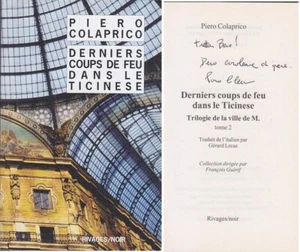 PIERO
COLAPRICO
DERNIERS
COUPS DE FEU
DANS LE
TICINESE
RIVAGES/NOIR
Piero Colaprico
Derniers coups de feu
dans le Ticinese
Trilogie de la ville de M.
tome 2
Traduit de l'italien par
Gérard Lecas
Collection dirigée par
François Guérif
Rivages/noir